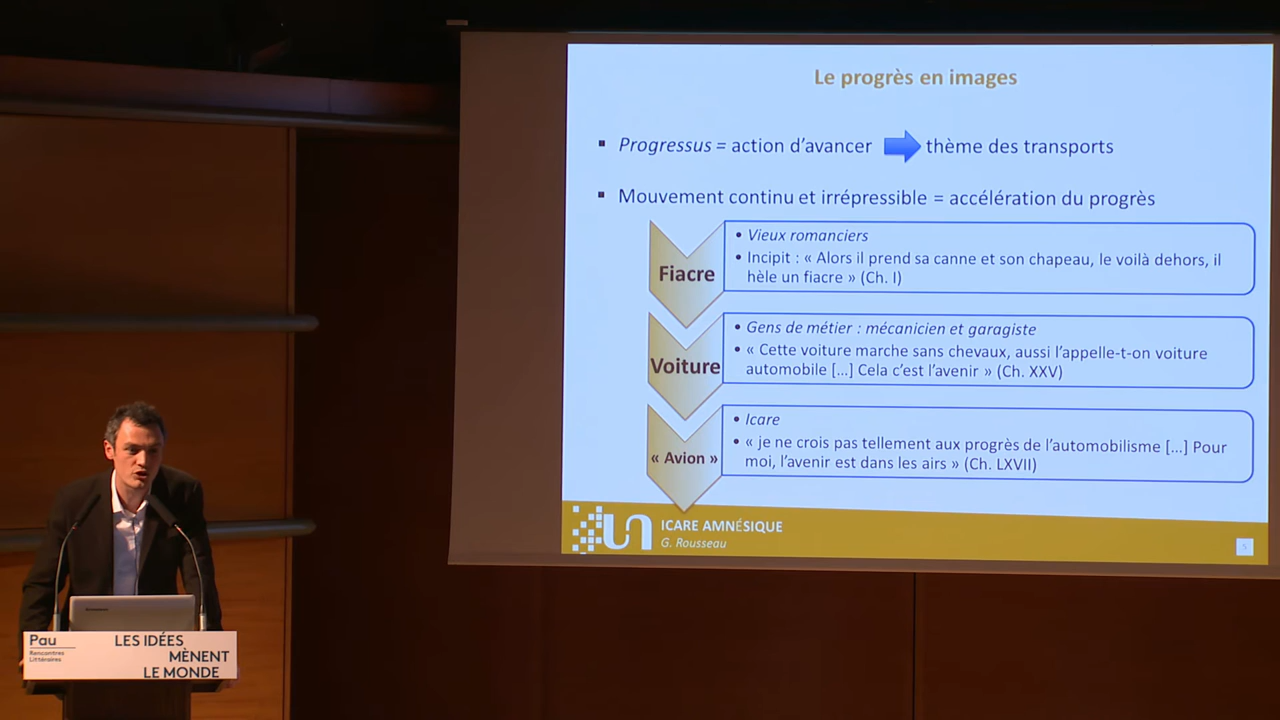 Le progrès en images
▪ Progressus = action d'avancer thème des transports
▪ Mouvement continu et irrépressible = accélération du progrès
Fiacre
• Vieux romanciers
• Incipit : « Alors il prend sa canne et son chapeau, le voilà dehors, il
hèle un fiacre » (Ch. I)
Voiture
• Gens de métier : mécanicien et garagiste
• « Cette voiture marche sans chevaux, aussi l'appelle-t-on voiture
automobile [...] Cela c'est l'avenir » (Ch. XXV)
« Avion »
• Icare
• « je ne crois pas tellement aux progrès de l'automobilisme [...] Pour
moi, l'avenir est dans les airs » (Ch. LXVII)
un
ICARE AMNÉSIQUE
G. Rousseau
5
Pau
Rencontres
Littéraires
LES IDÉES
MÈNENT
LE MONDE